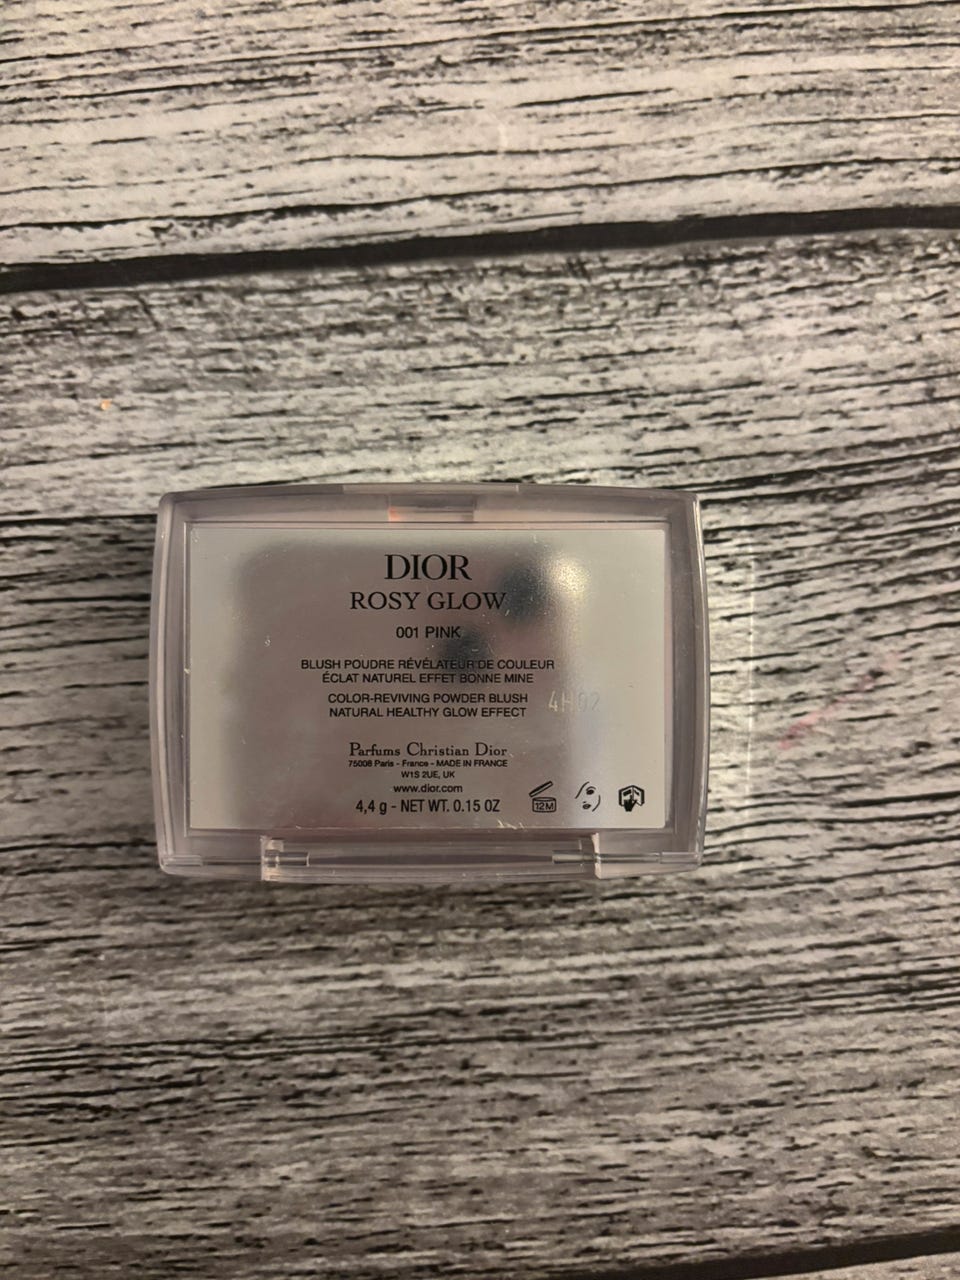 DIOR
ROSY GLOW
001 PINK
BLUSH POUDRE RÉVÉLATEUR DE COULEUR
ÉCLAT NATUREL EFFET BONNE MINE
COLOR-REVIVING POWDER BLUSH
NATURAL HEALTHY GLOW EFFECT
4H02
Parfums Christian Dior
75008 Paris - France - MADE IN FRANCE
W1S 2UE, UK
www.dior.com
4,4 g - NET WT. 0.15 OZ
12M